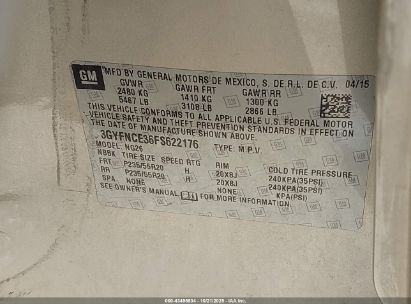 GM
MFD BY GENERAL MOTORS DE MEXICO, S. DE R.L. DE C.V. 04/15
GVWR GAWR FRT GAWR RR
2480 KG 1410 KG 1300 KG
5467 LB 3108 LB 2866 LB
THIS VEHICLE CONFORMS TO ALL APPLICABLE U.S. FEDERAL MOTOR
VEHICLE SAFETY AND THEFT PREVENTION STANDARDS IN EFFECT ON
THE DATE OF MANUFACTURE SHOWN ABOVE.
3GYFNCE36FS622176 TYPE: M.P.V.
MODEL: NG26
TIRE SIZE SPEED RTG RIM COLD TIRE PRESSURE
FRT P235/55R20 H 20X8J 240KPA(35PSI)
RR P235/55R20 H 20X8J 240KPA(35PSI)
SPA NONE NONE KPA(PSI)
SEE OWNER'S MANUAL FOR MORE INFORMATION.